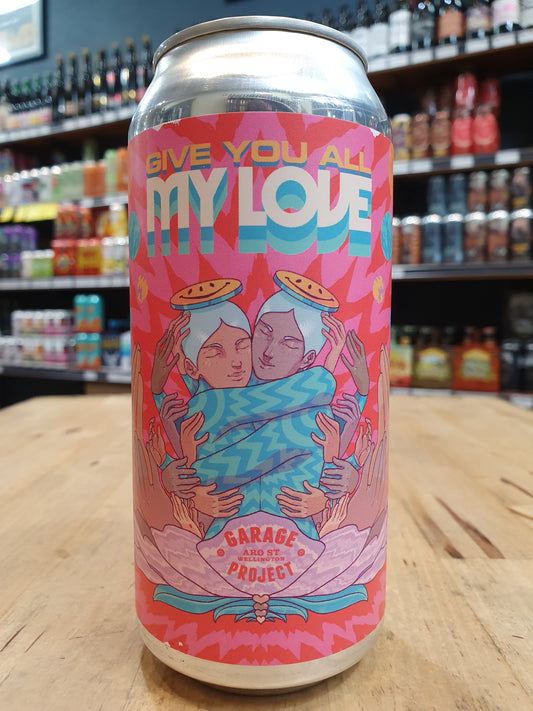 GIVE YOU ALL
MY LOVE
GARAGE
ARO ST
WELLINGTON
PROJECT